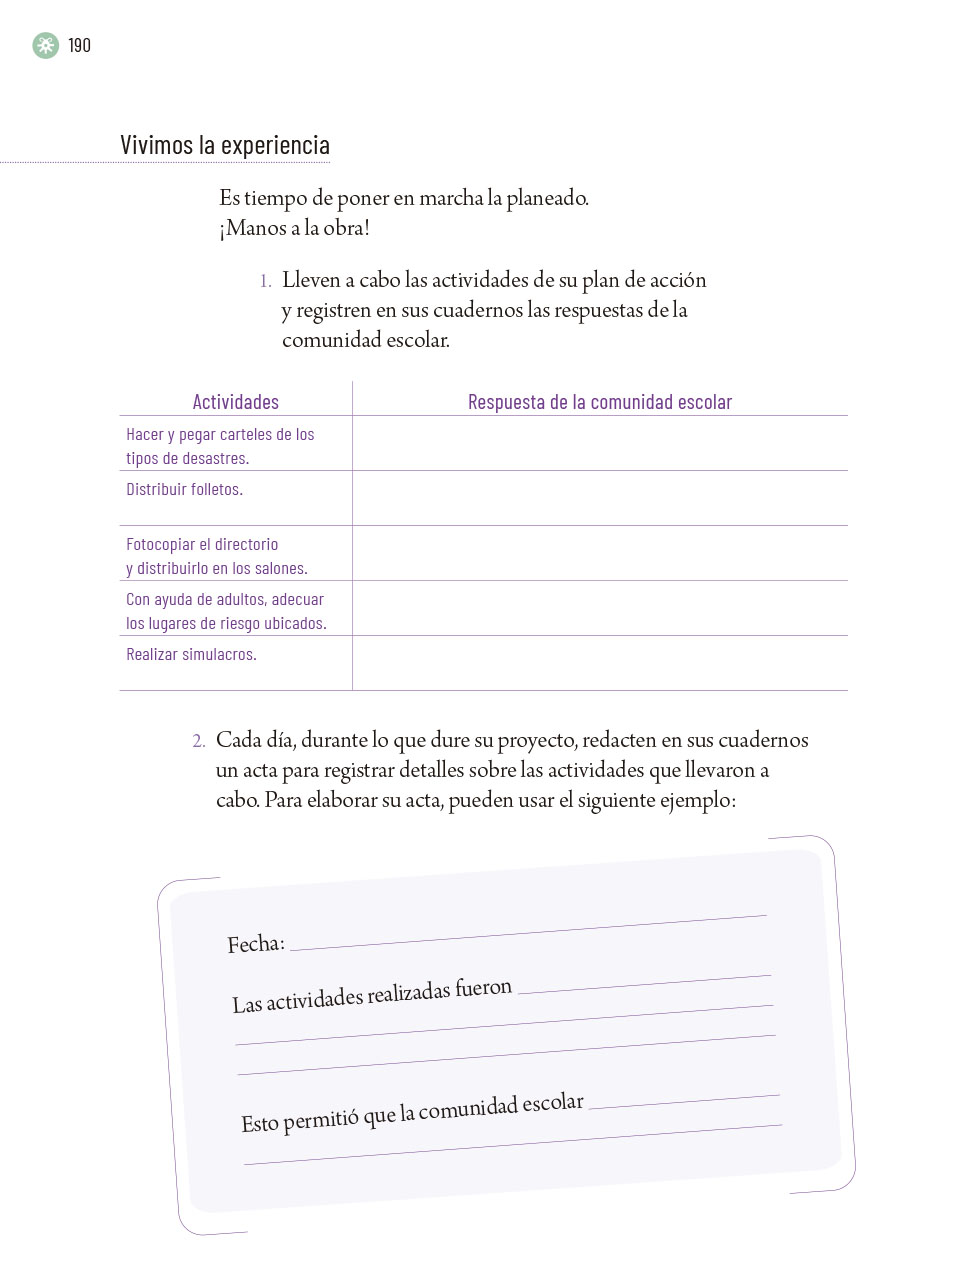 190
Vivimos la experiencia
Es tiempo de poner en marcha la planeado.
¡Manos a la obra!
1. Lleven a cabo las actividades de su plan de acción
y registren en sus cuadernos las respuestas de la
comunidad escolar.
Actividades
Respuesta de la comunidad escolar
Hacer y pegar carteles de los
tipos de desastres.
Distribuir folletos.
Fotocopiar el directorio
y distribuirlo en los salones.
Con ayuda de adultos, adecuar
los lugares de riesgo ubicados.
Realizar simulacros.
2. Cada día, durante lo que dure su proyecto, redacten en sus cuadernos
un acta para registrar detalles sobre las actividades que llevaron a
cabo. Para elaborar su acta, pueden usar el siguiente ejemplo:
Fecha:
Las actividades realizadas fueron
Esto permitió que la comunidad escolar